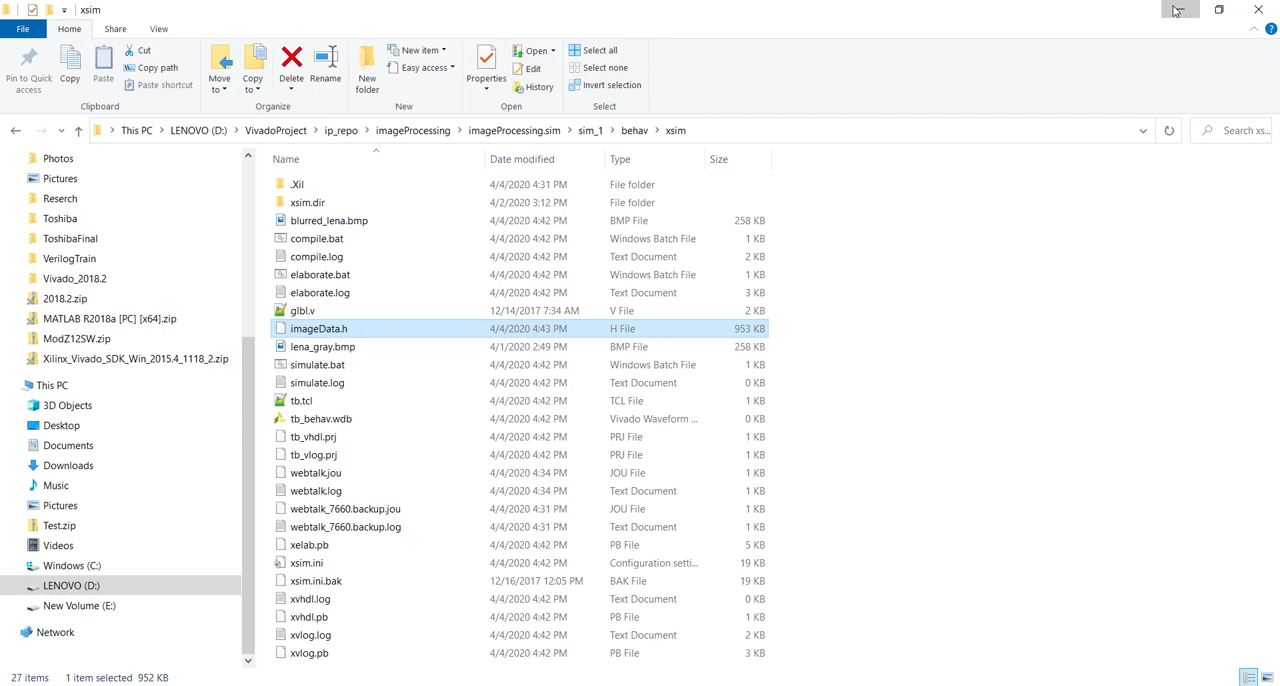 xsim
File Home Share View
Pin to Quick access
Copy
Paste
Cut
Copy path
Paste shortcut
Clipboard
Move to
Copy to
Delete
Rename
Organize
New folder
New item
Easy access
New
Properties
Open
Edit
History
Open
Select all
Select none
Invert selection
Select
This PC > LENOVO (D:) > VivadoProject > ip_repo > imageProcessing > imageProcessing.sim > sim_1 > behav > xsim
Search xs...
Photos
Pictures
Reserch
Toshiba
ToshibaFinal
VerilogTrain
Vivado_2018.2
2018.2.zip
MATLAB R2018a [PC] [x64].zip
ModZ12SW.zip
Xilinx_Vivado_SDK_Win_2015.4_1118_2.zip
This PC
3D Objects
Desktop
Documents
Downloads
Music
Pictures
Test.zip
Videos
Windows (C:)
LENOVO (D:)
New Volume (E:)
Network
Name Date modified Type Size
.Xil 4/4/2020 4:31 PM File folder
xsim.dir 4/2/2020 3:12 PM File folder
blurred_lena.bmp 4/4/2020 4:42 PM BMP File 258 KB
compile.bat 4/4/2020 4:42 PM Windows Batch File 1 KB
compile.log 4/4/2020 4:42 PM Text Document 2 KB
elaborate.bat 4/4/2020 4:42 PM Windows Batch File 1 KB
elaborate.log 4/4/2020 4:42 PM Text Document 3 KB
glbl.v 12/14/2017 7:34 AM V File 2 KB
imageData.h 4/4/2020 4:43 PM H File 953 KB
lena_gray.bmp 4/1/2020 2:49 PM BMP File 258 KB
simulate.bat 4/4/2020 4:42 PM Windows Batch File 1 KB
simulate.log 4/4/2020 4:42 PM Text Document 0 KB
tb.tcl 4/4/2020 4:42 PM TCL File 1 KB
tb_behav.wdb 4/4/2020 4:42 PM Vivado Waveform ... 0 KB
tb_vhdl.prj 4/4/2020 4:42 PM PRJ File 1 KB
tb_vlog.prj 4/4/2020 4:42 PM PRJ File 1 KB
webtalk.jou 4/4/2020 4:34 PM JOU File 1 KB
webtalk.log 4/4/2020 4:34 PM Text Document 1 KB
webtalk_7660.backup.jou 4/4/2020 4:31 PM JOU File 1 KB
webtalk_7660.backup.log 4/4/2020 4:31 PM Text Document 1 KB
xelab.pb 4/4/2020 4:42 PM PB File 5 KB
xsim.ini 4/4/2020 4:42 PM Configuration setti... 19 KB
xsim.ini.bak 12/16/2017 12:05 PM BAK File 19 KB
xvhdl.log 4/4/2020 4:42 PM Text Document 0 KB
xvhdl.pb 4/4/2020 4:42 PM PB File 1 KB
xvlog.log 4/4/2020 4:42 PM Text Document 2 KB
xvlog.pb 4/4/2020 4:42 PM PB File 3 KB
27 items 1 item selected 952 KB